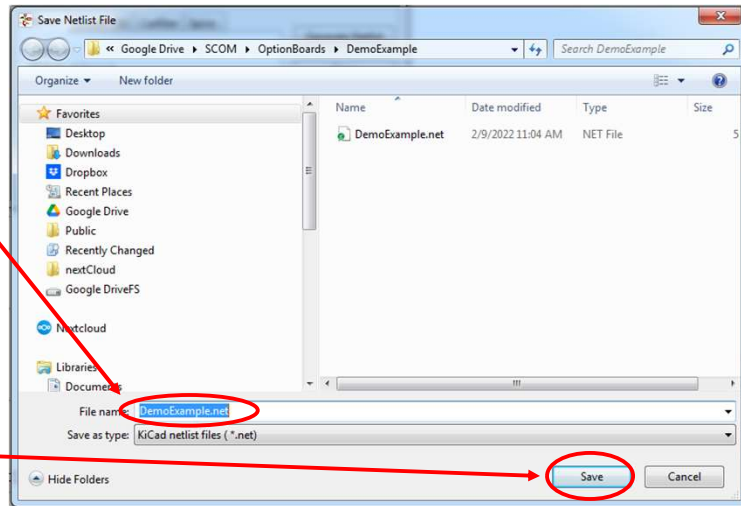 Save Netlist File
« Google Drive SCOM OptionBoards DemoExample Search DemoExample
Organize New folder
Favorites
Desktop
Downloads
Dropbox
Recent Places
Google Drive
Public
Recently Changed
nextCloud
Google DriveFS
Nextcloud
Libraries
Documents
Name Date modified Type Size
DemoExample.net 2/9/2022 11:04 AM NET File 5
File name: DemoExample.net
Save as type: KiCad netlist files ( *.net)
Hide Folders Save Cancel